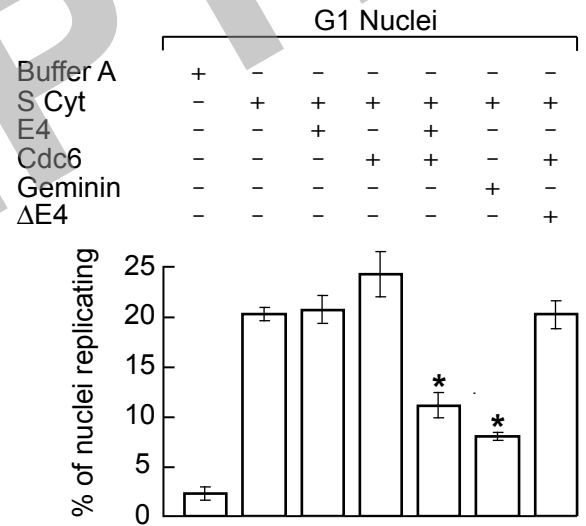 G1 Nuclei
Buffer A + – – – – – –
S Cyt – + + + + + +
E4 – – + – + – –
Cdc6 – – – + + – +
Geminin – – – – – + –
ΔE4 – – – – – – +
% of nuclei replicating
25
20
15
10
5
0
*
*